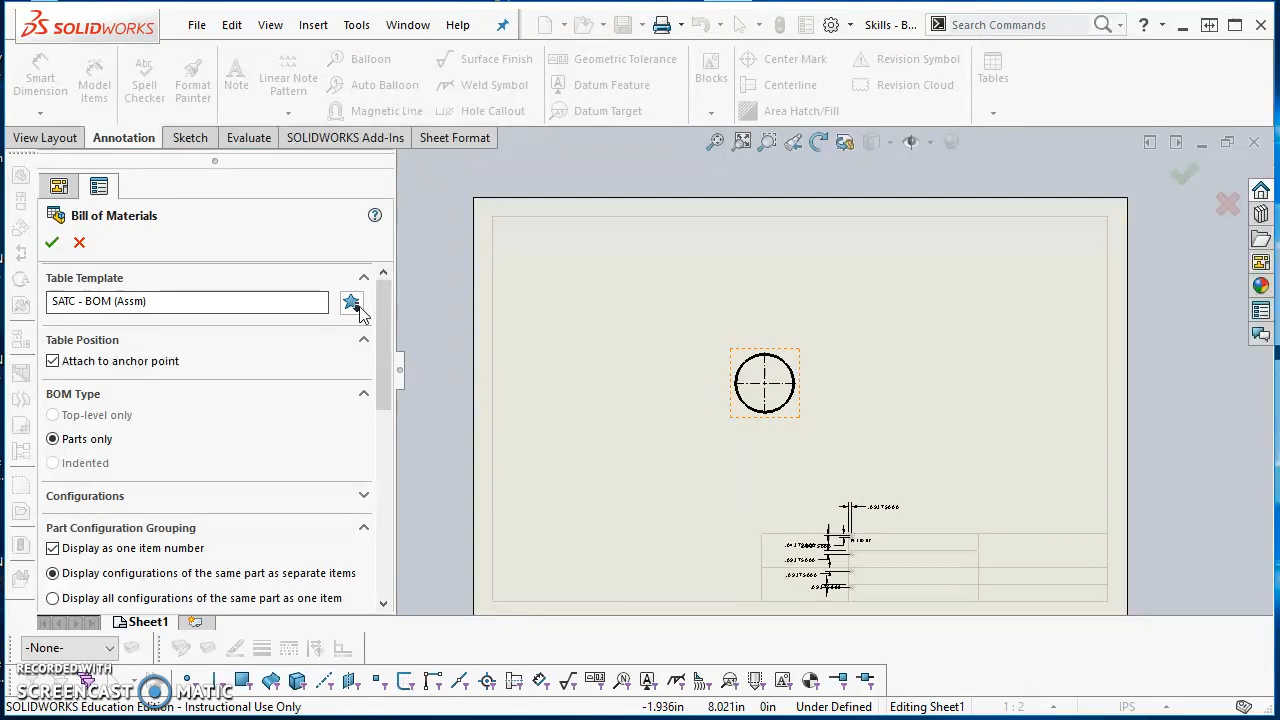 SOLIDWORKS
File Edit View Insert Tools Window Help
Skills - B...
Search Commands
Smart Dimension
Model Items
Spell Checker
Format Painter
Note
Linear Note Pattern
Balloon
Auto Balloon
Magnetic Line
Surface Finish
Weld Symbol
Hole Callout
Geometric Tolerance
Datum Feature
Datum Target
Blocks
Center Mark
Centerline
Area Hatch/Fill
Revision Symbol
Revision Cloud
Tables
View Layout Annotation Sketch Evaluate SOLIDWORKS Add-Ins Sheet Format
Bill of Materials
Table Template
SATC - BOM (Assm)
Table Position
Attach to anchor point
BOM Type
Top-level only
Parts only
Indented
Configurations
Part Configuration Grouping
Display as one item number
Display configurations of the same part as separate items
Display all configurations of the same part as one item
Sheet1
-None-
RECORDED WITH
SCREENCAST MATIC
SOLIDWORKS Education Edition - Instructional Use Only
-1.936in 8.021in 0in Under Defined Editing Sheet1 1 : 2 IPS